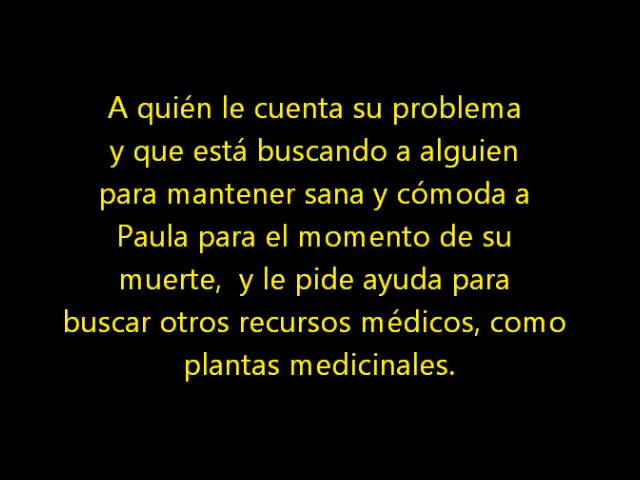 A quién le cuenta su problema
y que está buscando a alguien
para mantener sana y cómoda a
Paula para el momento de su
muerte,  y le pide ayuda para
buscar otros recursos médicos, como
plantas medicinales.